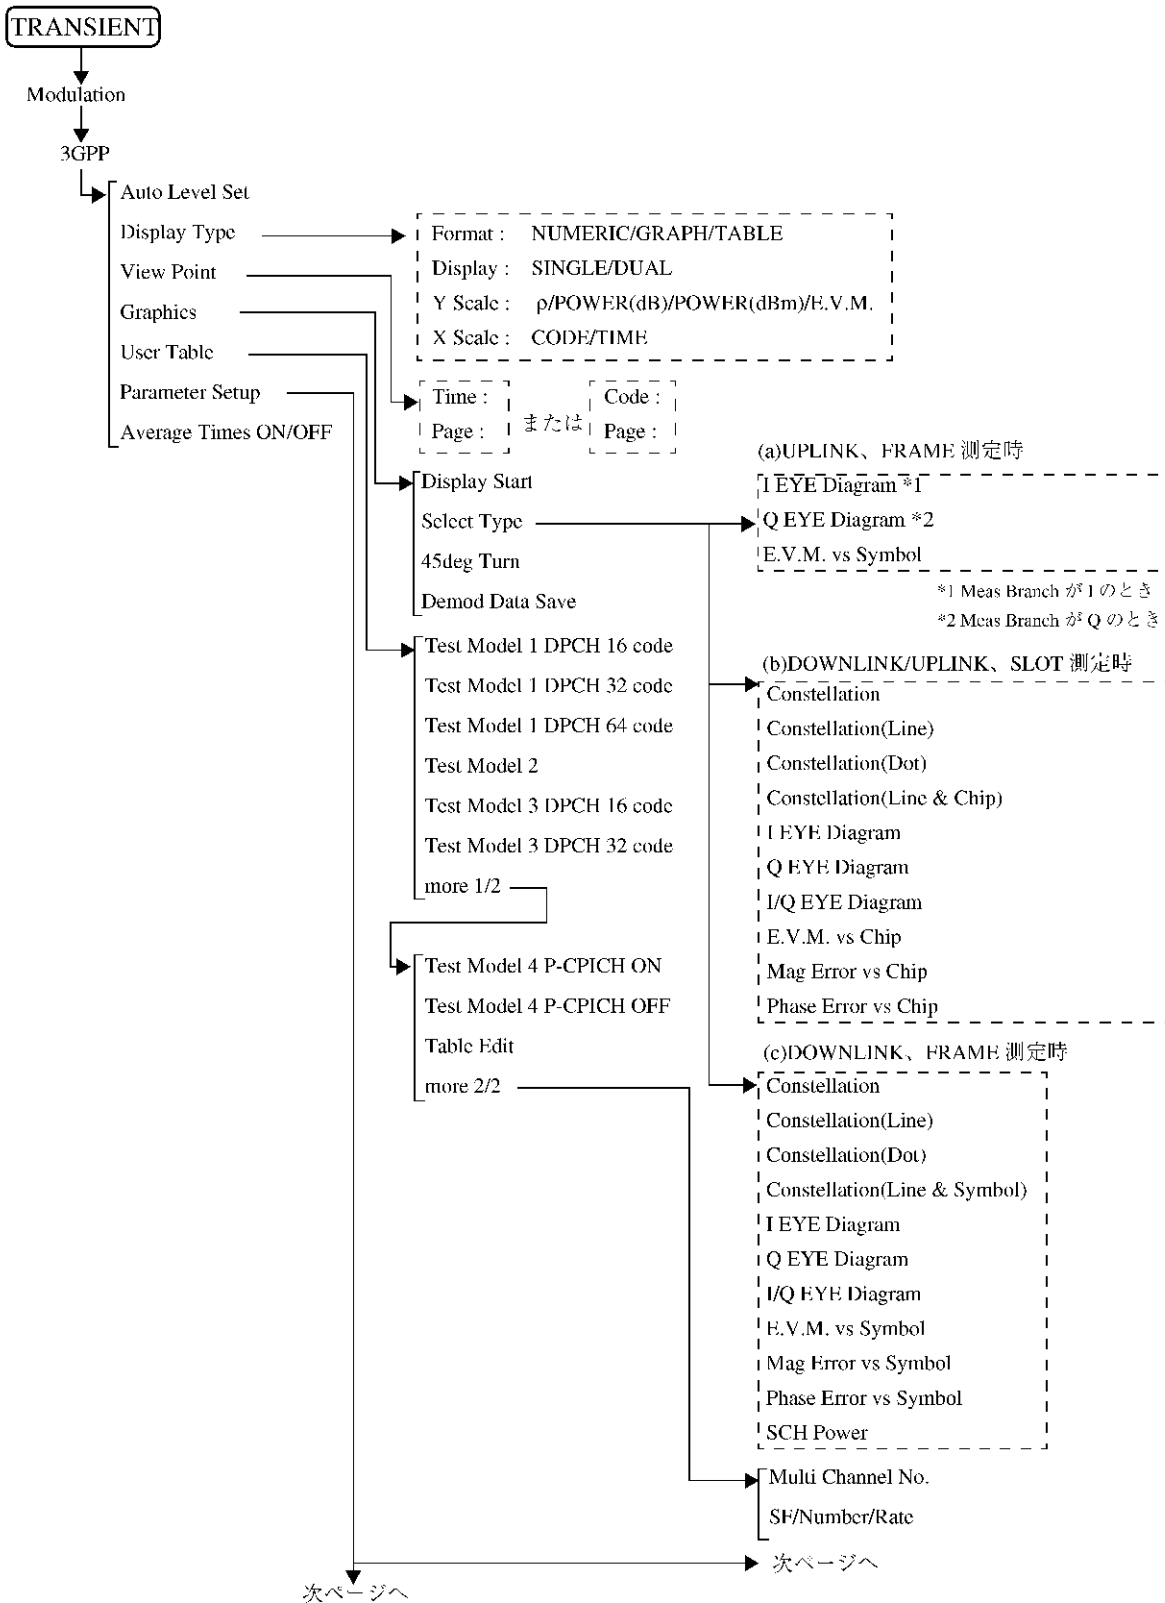 TRANSIENT
Modulation
3GPP
Auto Level Set
Display Type
View Point
Graphics
User Table
Parameter Setup
Average Times ON/OFF
Format : NUMERIC/GRAPH/TABLE
Display : SINGLE/DUAL
Y Scale : ρ/POWER(dB)/POWER(dBm)/E.V.M.
X Scale : CODE/TIME
Time :
Page :
または
Code :
Page :
Display Start
Select Type
45deg Turn
Demod Data Save
(a)UPLINK、FRAME 測定時
I EYE Diagram *1
Q EYE Diagram *2
E.V.M. vs Symbol
*1 Meas Branch が I のとき
*2 Meas Branch が Q のとき
Test Model 1 DPCH 16 code
Test Model 1 DPCH 32 code
Test Model 1 DPCH 64 code
Test Model 2
Test Model 3 DPCH 16 code
Test Model 3 DPCH 32 code
more 1/2
Test Model 4 P-CPICH ON
Test Model 4 P-CPICH OFF
Table Edit
more 2/2
(b)DOWNLINK/UPLINK、SLOT 測定時
Constellation
Constellation(Line)
Constellation(Dot)
Constellation(Line & Chip)
I EYE Diagram
Q EYE Diagram
I/Q EYE Diagram
E.V.M. vs Chip
Mag Error vs Chip
Phase Error vs Chip
(c)DOWNLINK、FRAME 測定時
Constellation
Constellation(Line)
Constellation(Dot)
Constellation(Line & Symbol)
I EYE Diagram
Q EYE Diagram
I/Q EYE Diagram
E.V.M. vs Symbol
Mag Error vs Symbol
Phase Error vs Symbol
SCH Power
Multi Channel No.
SF/Number/Rate
次ページへ
次ページへ